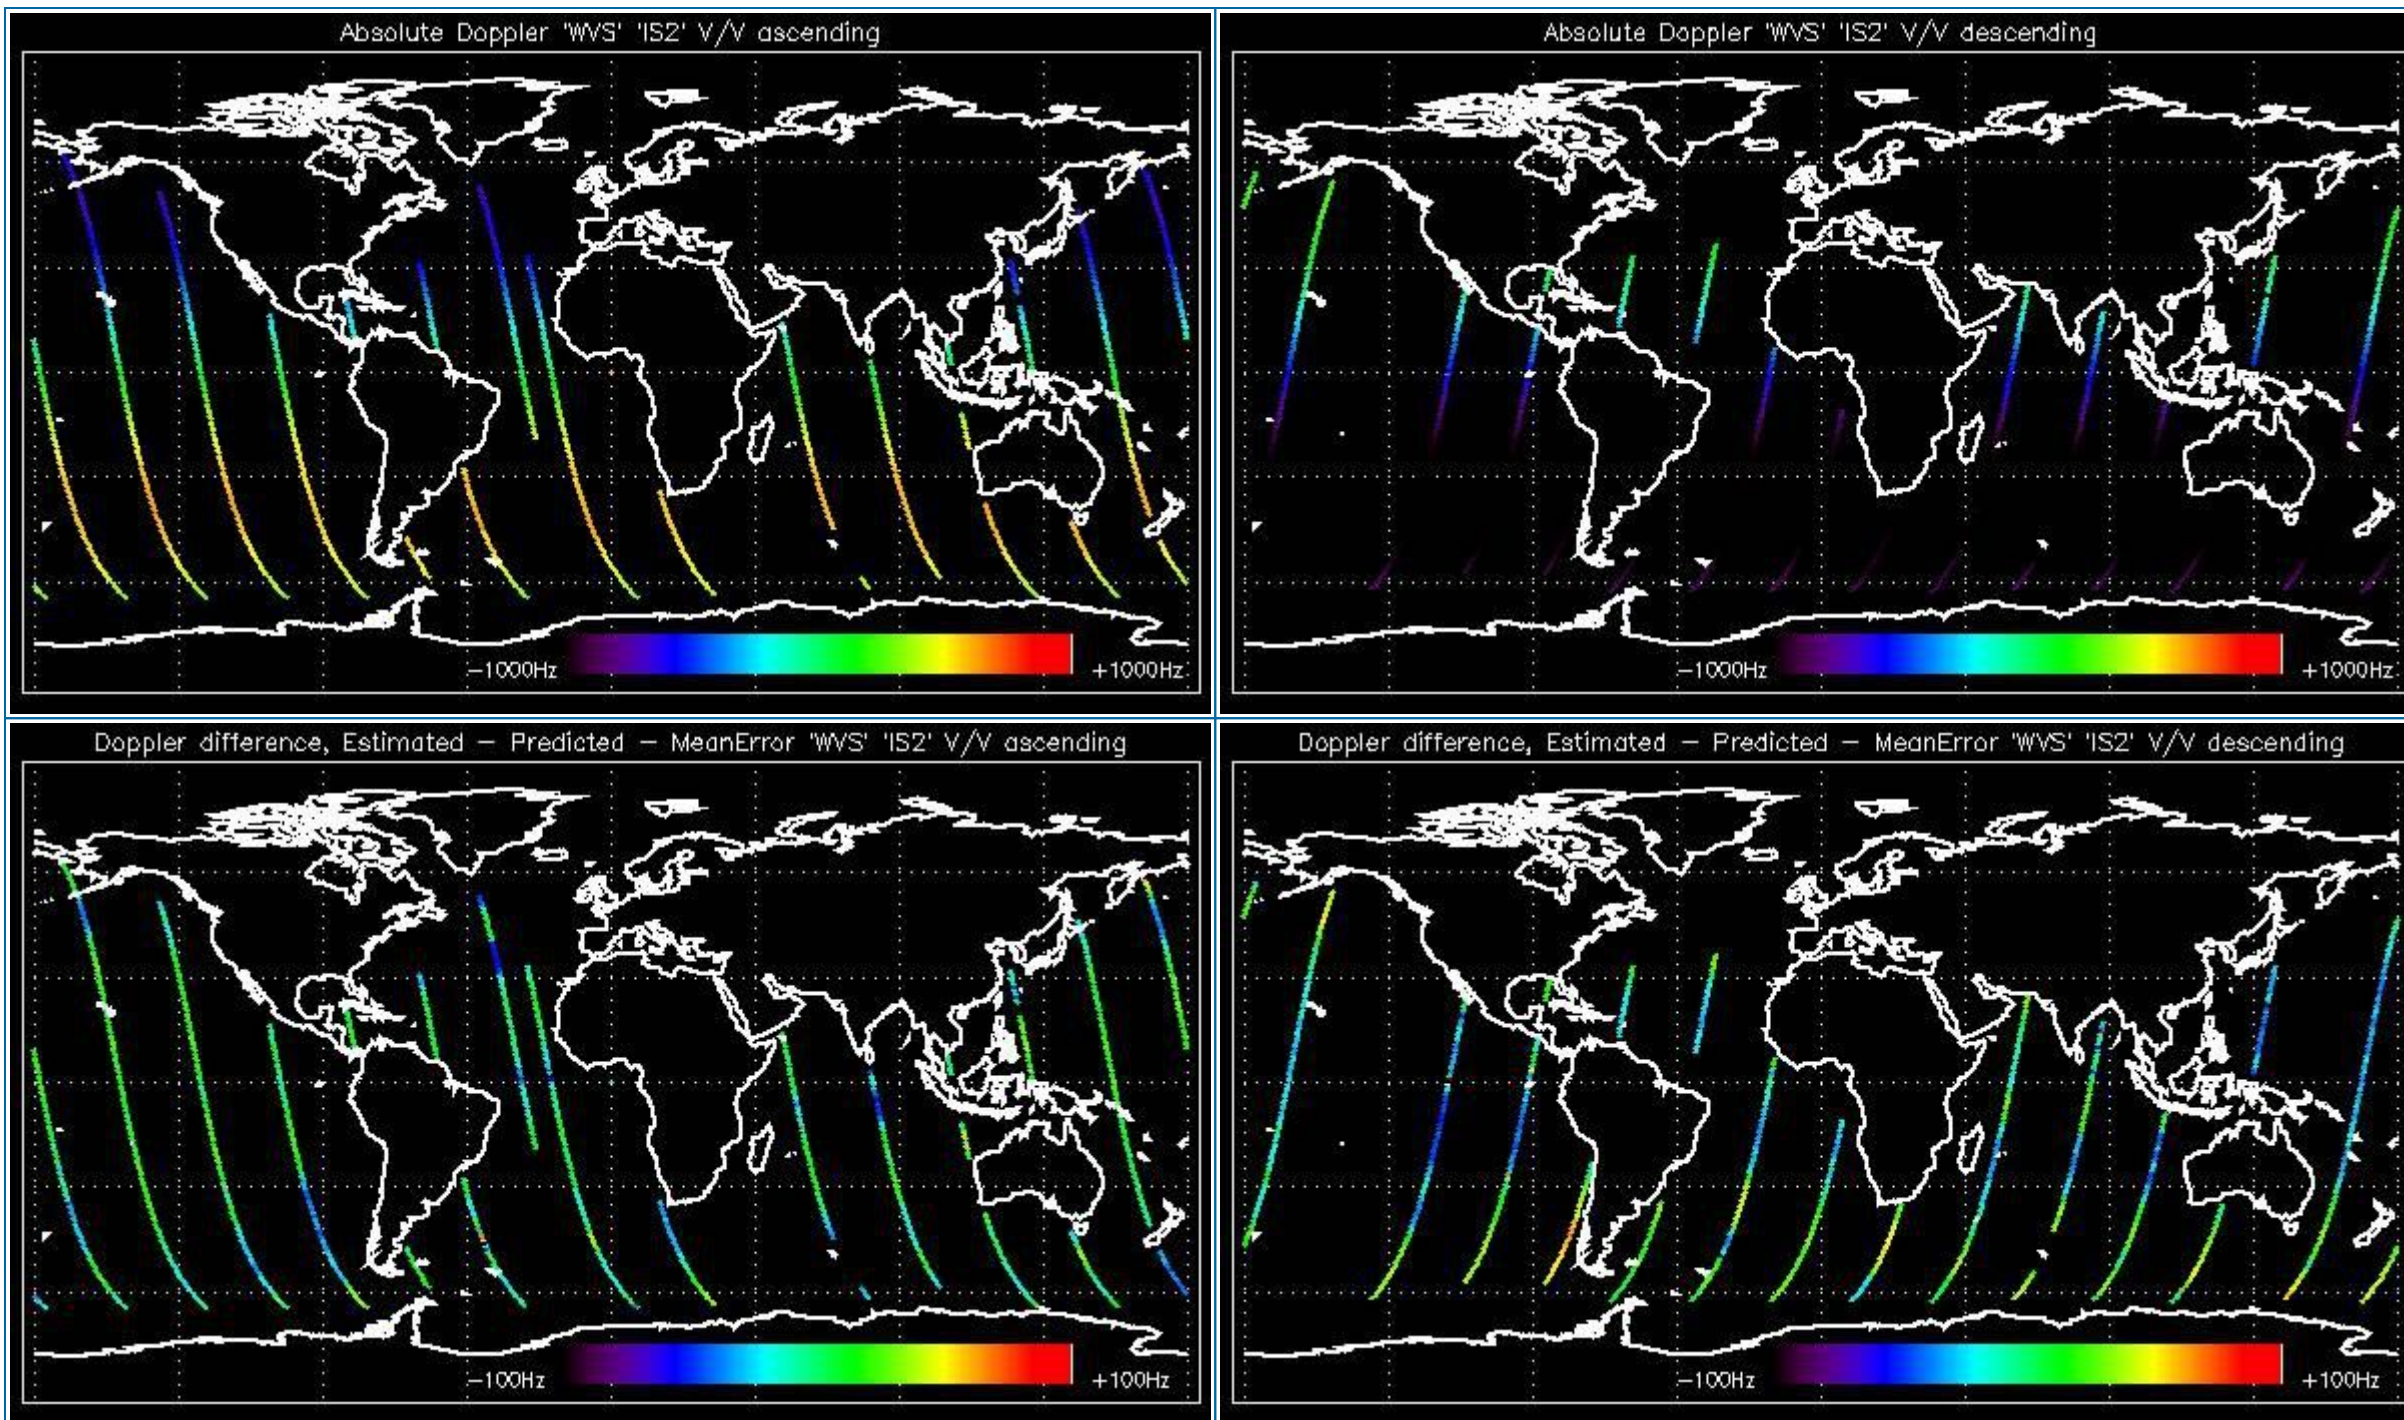 Absolute Doppler 'WVS' 'IS2' V/V ascending
-1000Hz
+1000Hz
Absolute Doppler 'WVS' 'IS2' V/V descending
-1000Hz
+1000Hz
Doppler difference, Estimated - Predicted - MeanError 'WVS' 'IS2' V/V ascending
-100Hz
+100Hz
Doppler difference, Estimated - Predicted - MeanError 'WVS' 'IS2' V/V descending
-100Hz
+100Hz